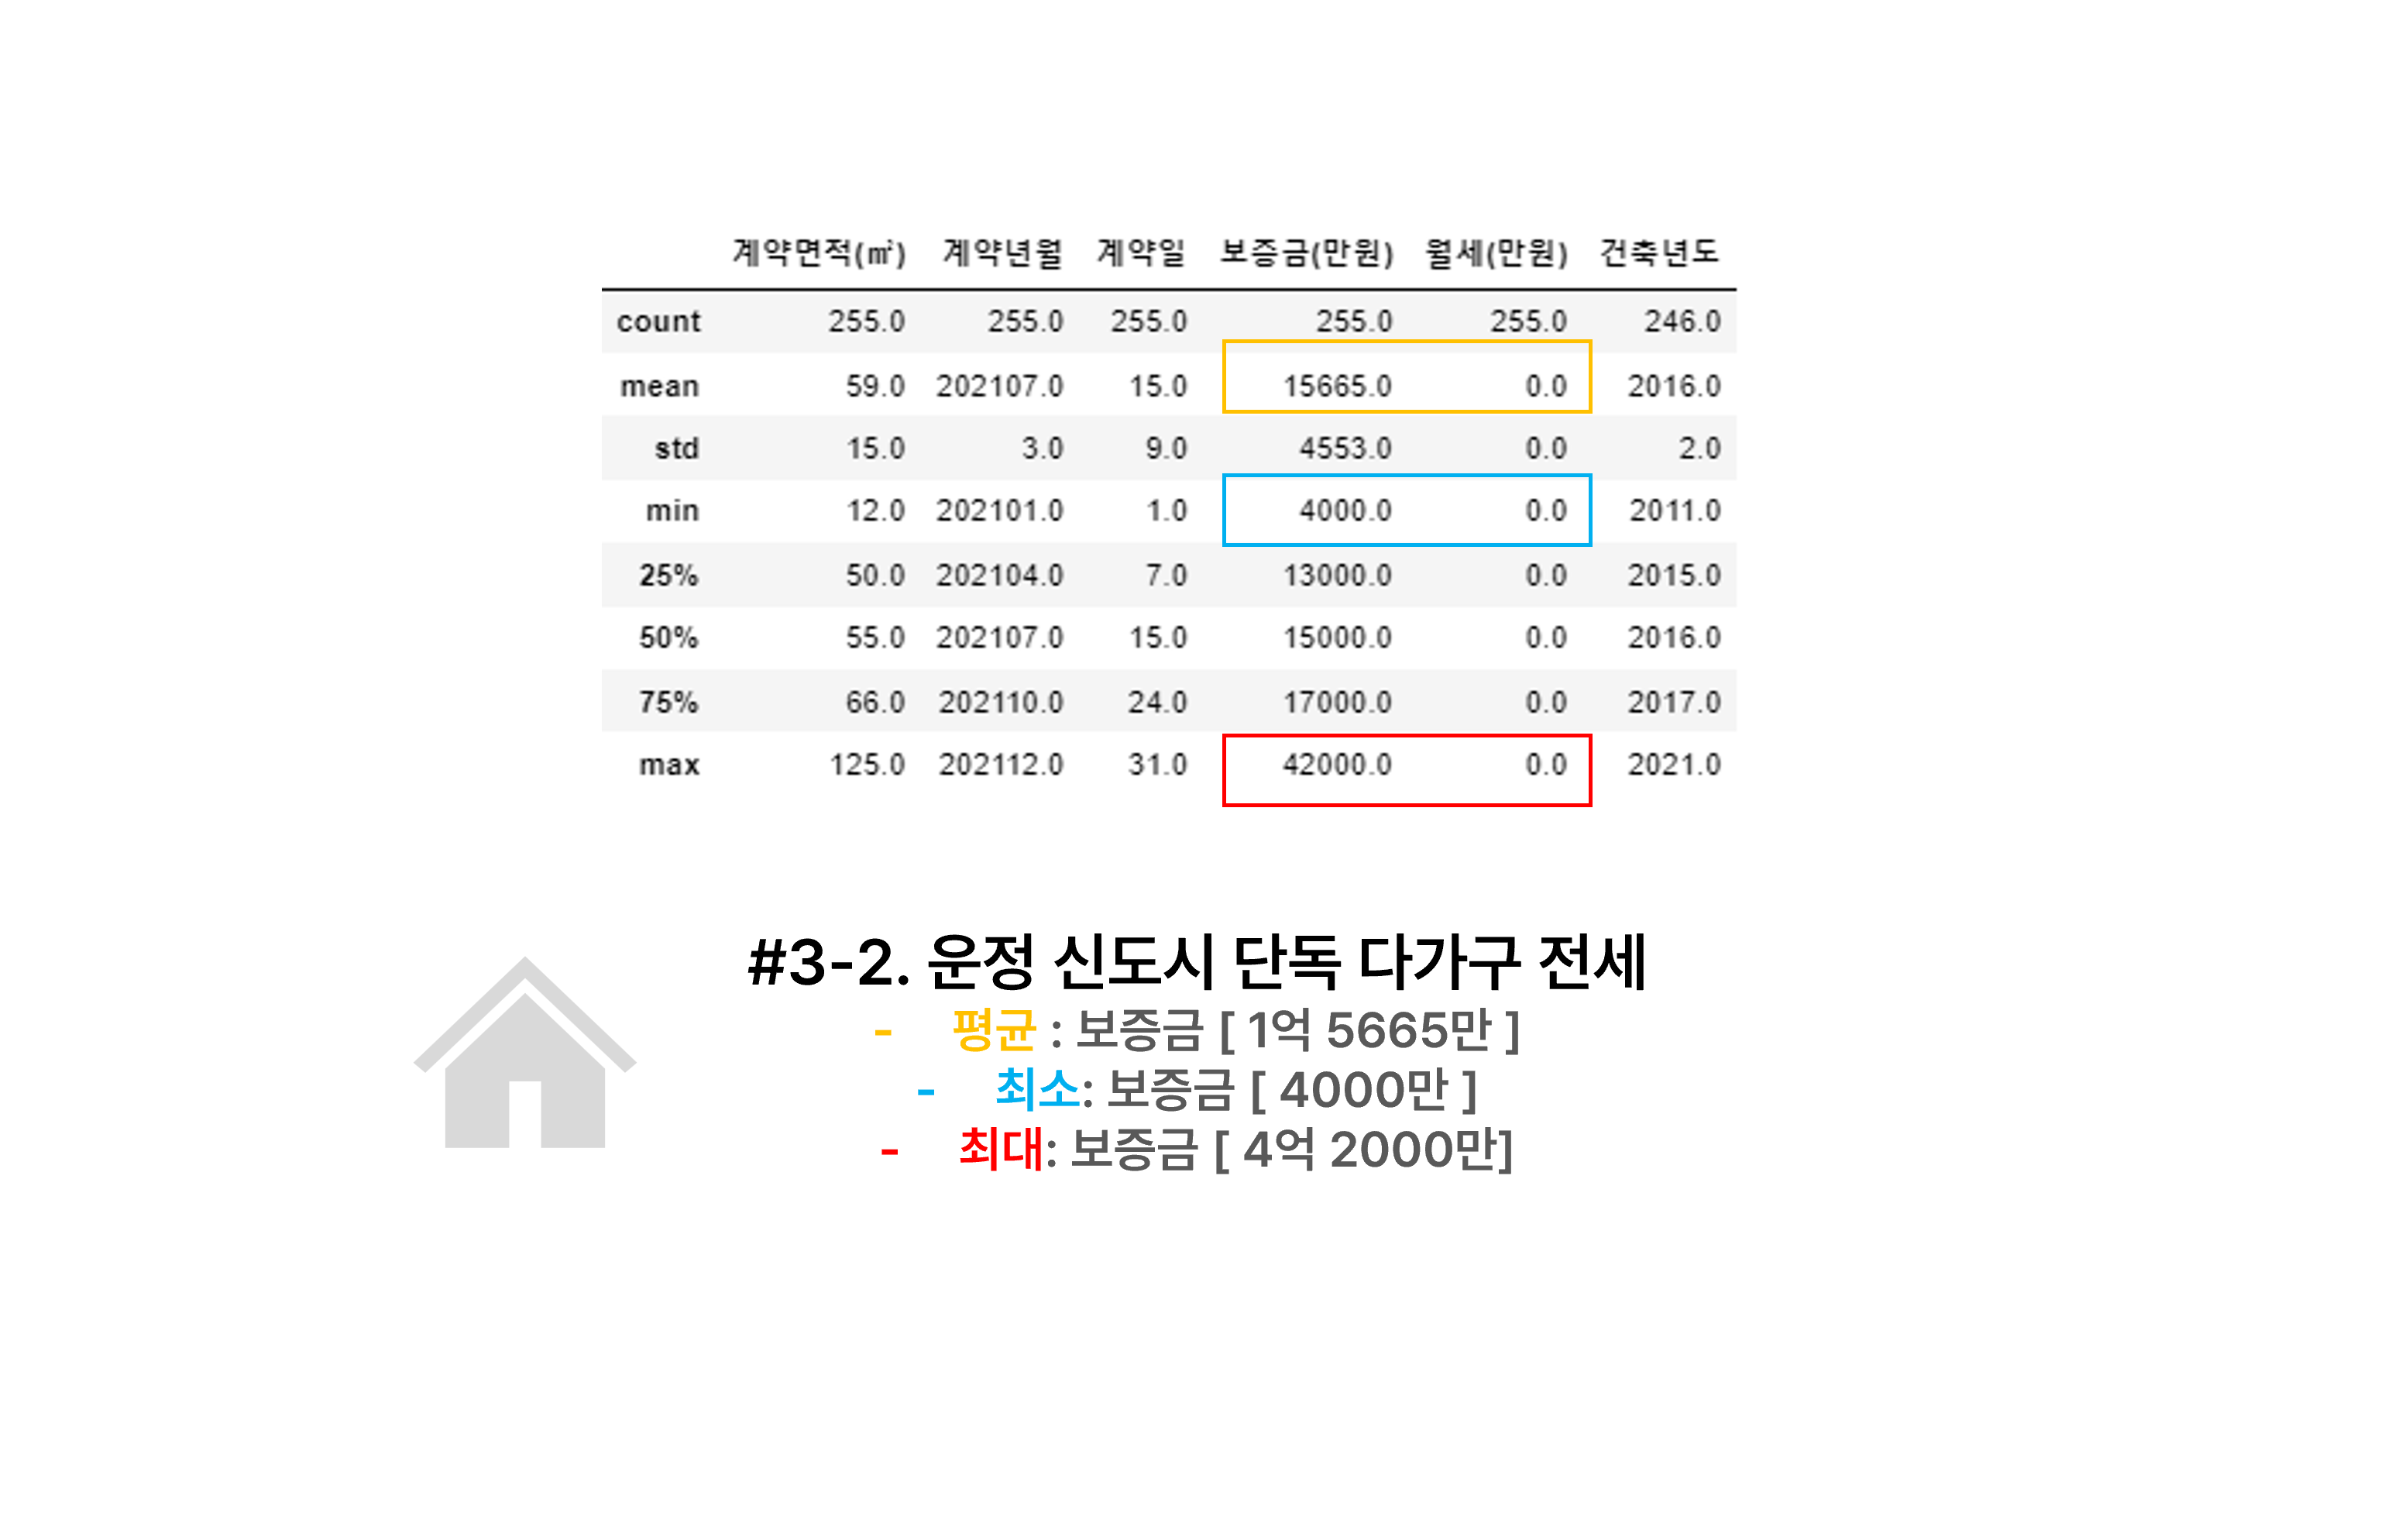 계약면적(㎡) 계약년월 계약일 보증금(만원) 월세(만원) 건축년도
count 255.0 255.0 255.0 255.0 255.0 246.0
mean 59.0 202107.0 15.0 15665.0 0.0 2016.0
std 15.0 3.0 9.0 4553.0 0.0 2.0
min 12.0 202101.0 1.0 4000.0 0.0 2011.0
25% 50.0 202104.0 7.0 13000.0 0.0 2015.0
50% 55.0 202107.0 15.0 15000.0 0.0 2016.0
75% 66.0 202110.0 24.0 17000.0 0.0 2017.0
max 125.0 202112.0 31.0 42000.0 0.0 2021.0
#3-2. 운정 신도시 단독 다가구 전세
- 평균 : 보증금 [ 1억 5665만 ]
- 최소: 보증금 [ 4000만 ]
- 최대: 보증금 [ 4억 2000만]